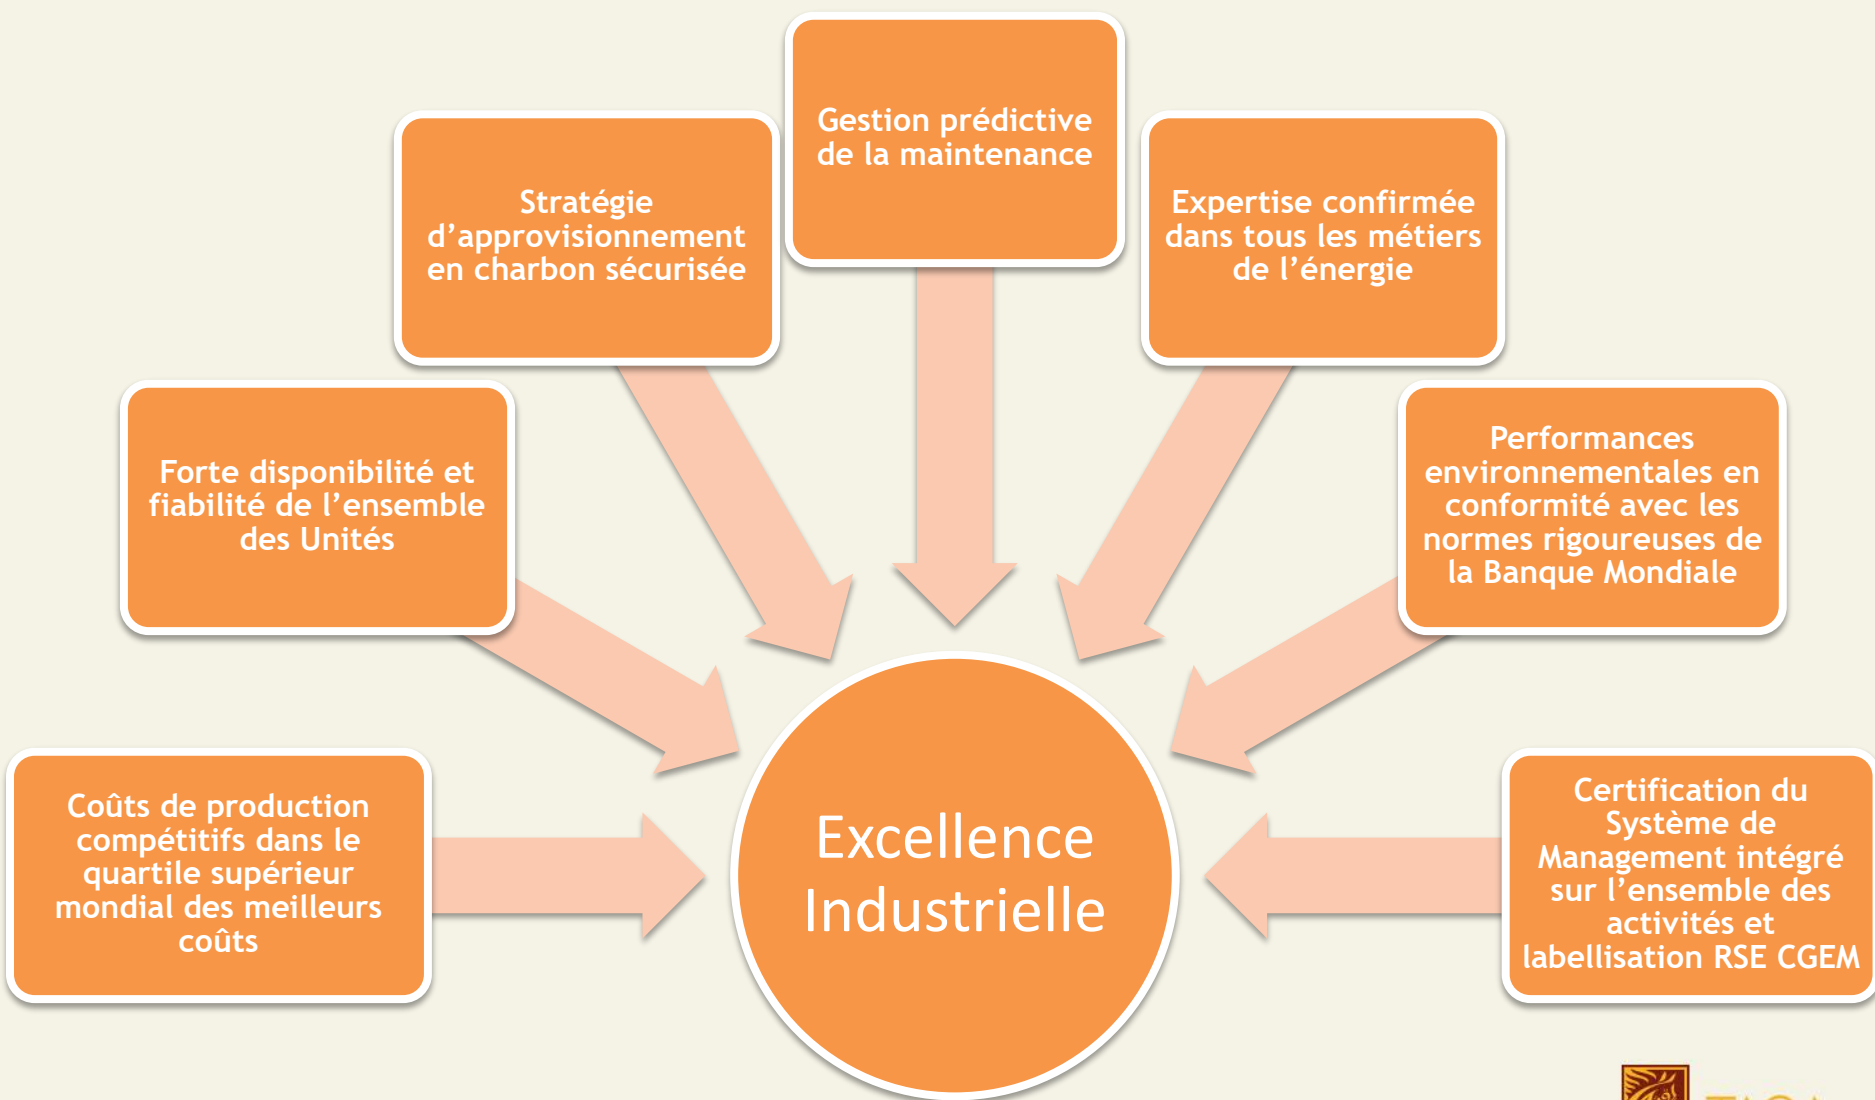 Gestion prédictive
de la maintenance
Stratégie
d’approvisionnement
en charbon sécurisée
Expertise confirmée
dans tous les métiers
de l’énergie
Forte disponibilité et
fiabilité de l’ensemble
des Unités
Performances
environnementales en
conformité avec les
normes rigoureuses de
la Banque Mondiale
Coûts de production
compétitifs dans le
quartile supérieur
mondial des meilleurs
coûts
Excellence
Industrielle
Certification du
Système de
Management intégré
sur l’ensemble des
activités et
labellisation RSE CGEM